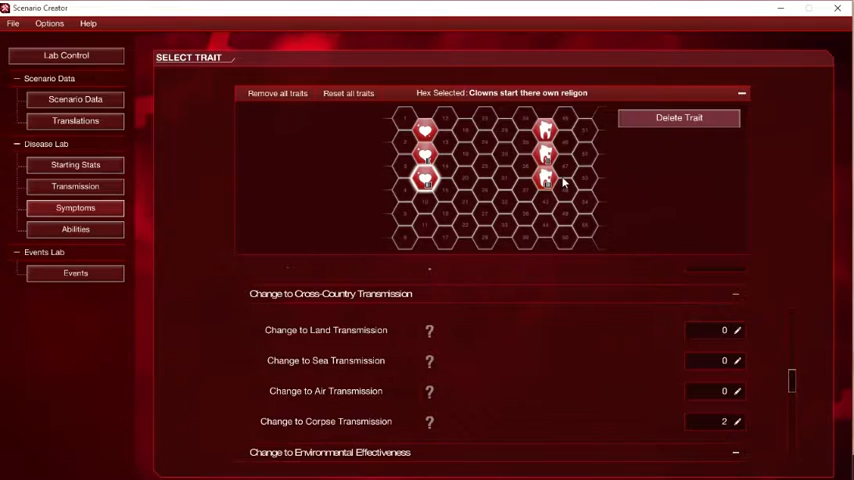 Scenario Creator
File Options Help
Lab Control
Scenario Data
Scenario Data
Translations
Disease Lab
Starting Stats
Transmission
Symptoms
Abilities
Events Lab
Events
SELECT TRAIT
Remove all traits Reset all traits Hex Selected: Clowns start there own religon
Delete Trait
Change to Cross-Country Transmission
Change to Land Transmission ? 0
Change to Sea Transmission ? 0
Change to Air Transmission ? 0
Change to Corpse Transmission ? 2
Change to Environmental Effectiveness